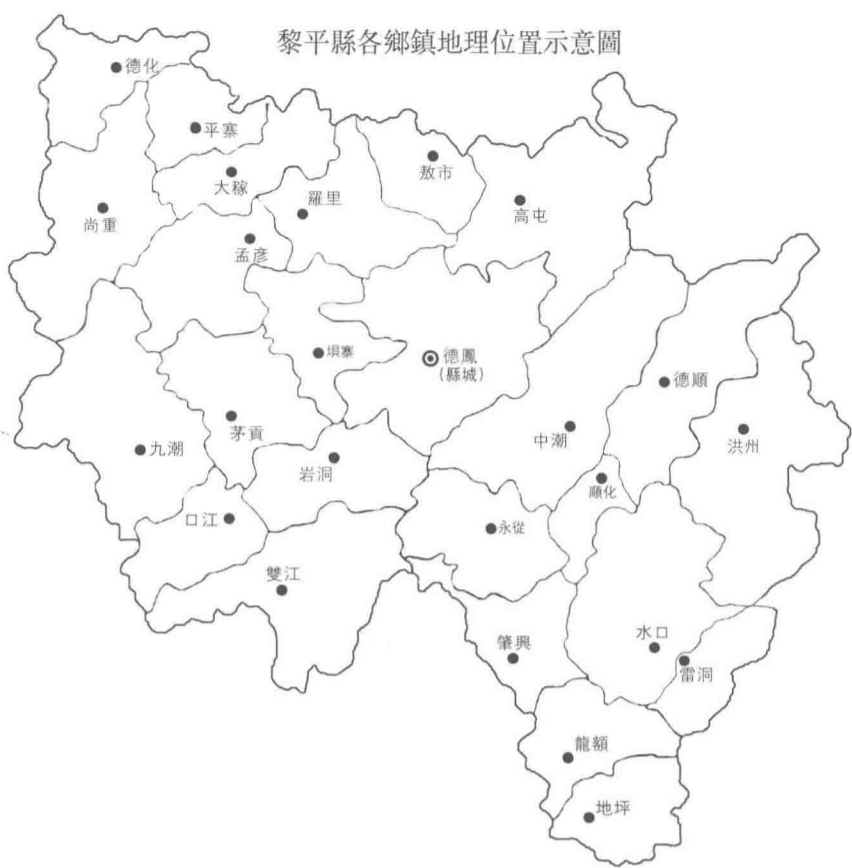 黎平縣各鄉鎮地理位置示意圖
德化
平寨
大稼
敖市
羅里
高屯
尚重
孟彥
塤寨
德鳳
(縣城)
德順
茅貢
中潮
洪州
九潮
岩洞
順化
口江
永從
雙江
肇興
水口
雷洞
龍額
地坪